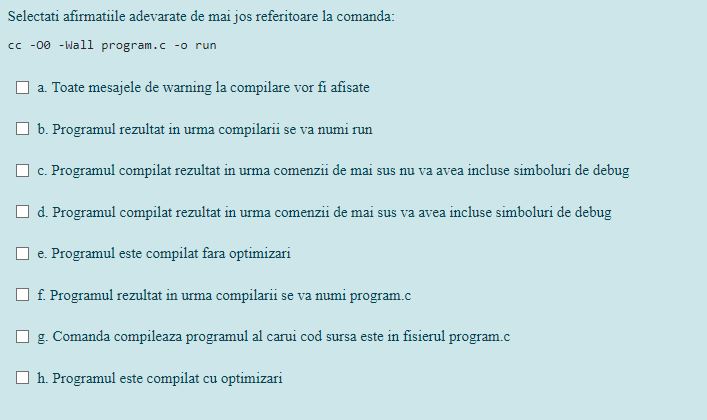 Selectati afirmatiile adevarate de mai jos referitoare la comanda:
cc -O0 -Wall program.c -o run
a. Toate mesajele de warning la compilare vor fi afisate
b. Programul rezultat in urma compilarii se va numi run
c. Programul compilat rezultat in urma comenzii de mai sus nu va avea incluse simboluri de debug
d. Programul compilat rezultat in urma comenzii de mai sus va avea incluse simboluri de debug
e. Programul este compilat fara optimizari
f. Programul rezultat in urma compilarii se va numi program.c
g. Comanda compileaza programul al carui cod sursa este in fisierul program.c
h. Programul este compilat cu optimizari